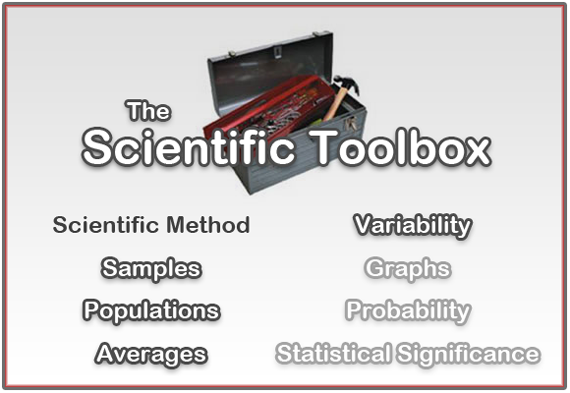 The
Scientific Toolbox
Scientific Method
Samples
Populations
Averages
Variability
Graphs
Probability
Statistical Significance